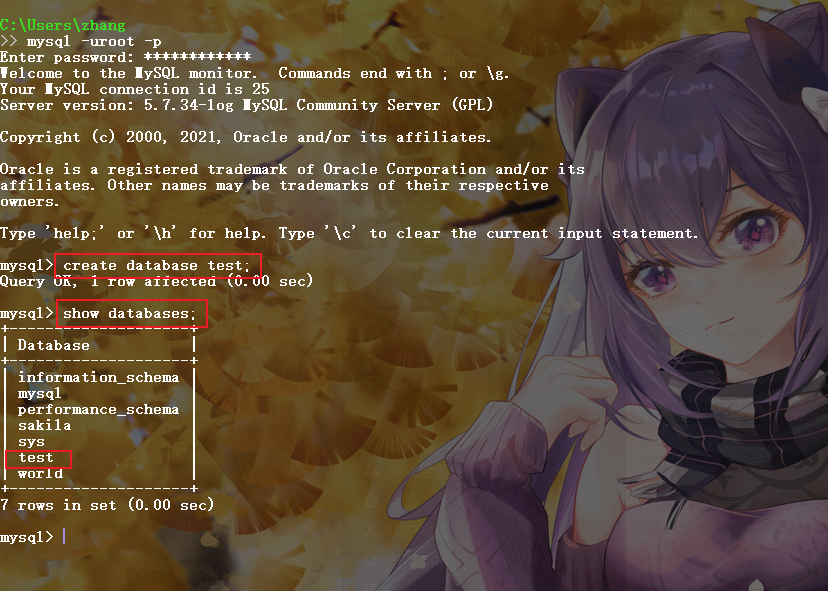 C:\Users\zhang
>> mysql -uroot -p
Enter password: ************
Welcome to the MySQL monitor.  Commands end with ; or \g.
Your MySQL connection id is 25
Server version: 5.7.34-log MySQL Community Server (GPL)
Copyright (c) 2000, 2021, Oracle and/or its affiliates.
Oracle is a registered trademark of Oracle Corporation and/or its
affiliates. Other names may be trademarks of their respective
owners.
Type 'help;' or '\h' for help. Type '\c' to clear the current input statement.
mysql> create database test;
Query OK, 1 row affected (0.00 sec)
mysql> show databases;
+--------------------+
| Database           |
+--------------------+
| information_schema |
| mysql              |
| performance_schema |
| sakila             |
| sys                |
| test               |
| world              |
+--------------------+
7 rows in set (0.00 sec)
mysql>